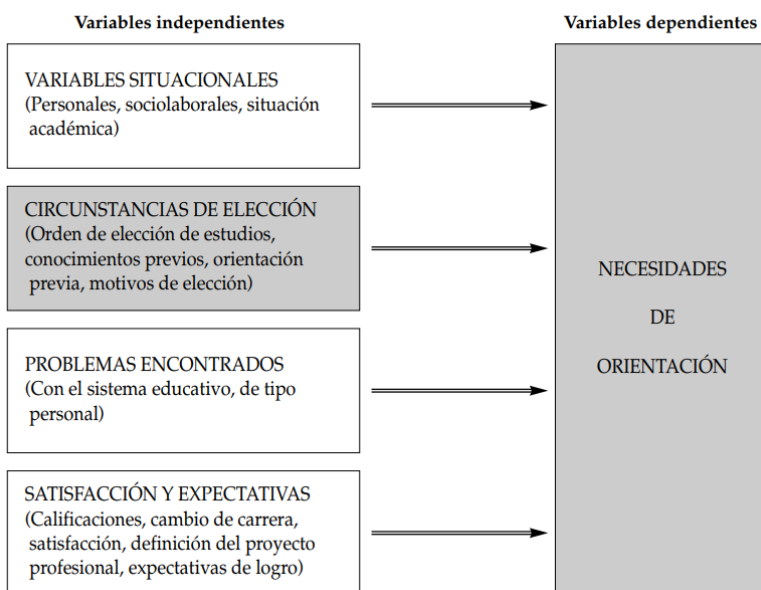 Variables independientes
Variables dependientes
VARIABLES SITUACIONALES
(Personales, sociolaborales, situación
académica)
CIRCUNSTANCIAS DE ELECCIÓN
(Orden de elección de estudios,
conocimientos previos, orientación
previa, motivos de elección)
PROBLEMAS ENCONTRADOS
(Con el sistema educativo, de tipo
personal)
SATISFACCIÓN Y EXPECTATIVAS
(Calificaciones, cambio de carrera,
satisfacción, definición del proyecto
profesional, expectativas de logro)
NECESIDADES
DE
ORIENTACIÓN